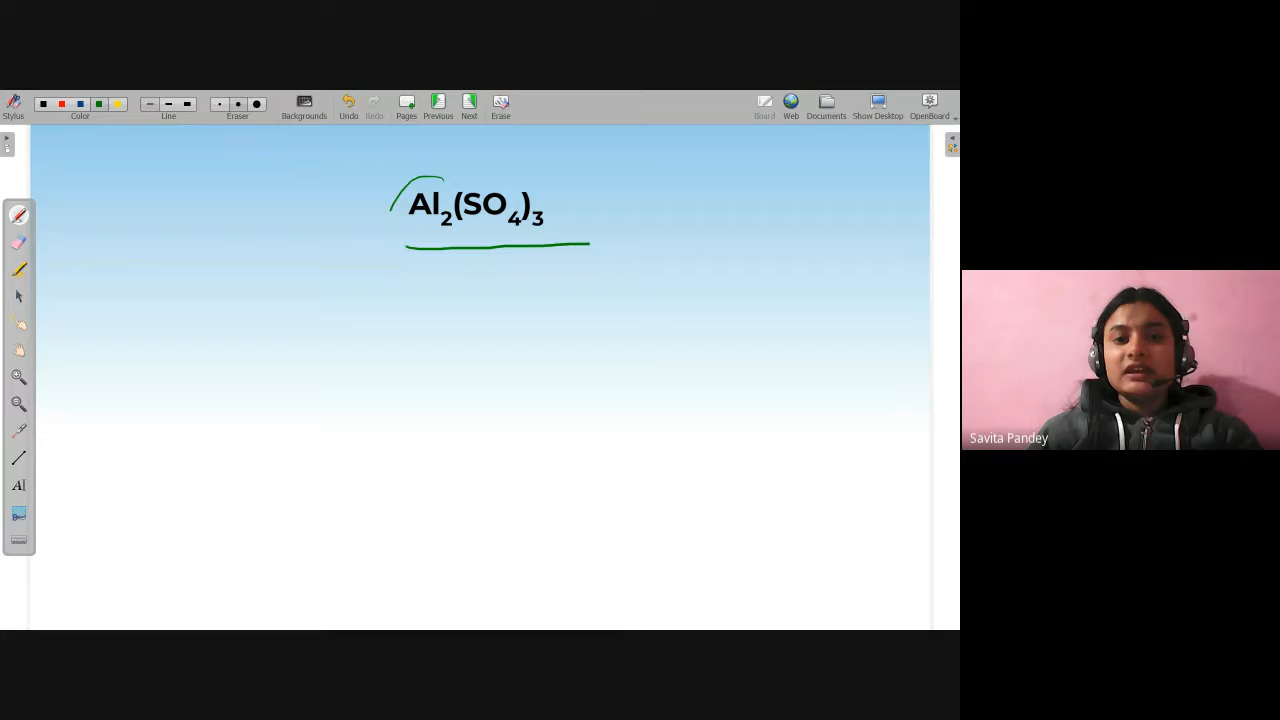 Stylus Color Line Eraser Backgrounds Undo Redo Pages Previous Next Erase Board Web Documents Show Desktop OpenBoard
Al₂(SO₄)₃
AI
Savita Pandey